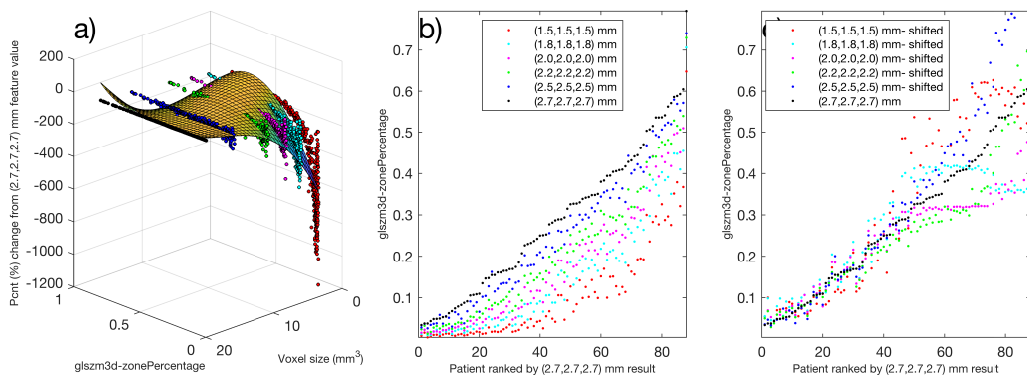 a)
Pcnt (%) change from (2.7,2.7,2.7) mm feature value
200
0
-200
-400
-600
-800
-1000
-1200
1
0.5
0
glszm3d-zonePercentage
20
10
0
Voxel size (mm³)
b)
(1.5,1.5,1.5) mm
(1.8,1.8,1.8) mm
(2.0,2.0,2.0) mm
(2.2,2.2,2.2) mm
(2.5,2.5,2.5) mm
(2.7,2.7,2.7) mm
glszm3d-zonePercentage
0.7
0.6
0.5
0.4
0.3
0.2
0.1
0 20 40 60 80
Patient ranked by (2.7,2.7,2.7) mm result
(1.5,1.5,1.5) mm- shifted
(1.8,1.8,1.8) mm- shifted
(2.0,2.0,2.0) mm- shifted
(2.2,2.2,2.2) mm- shifted
(2.5,2.5,2.5) mm- shifted
(2.7,2.7,2.7) mm
glszm3d-zonePercentage
0.7
0.6
0.5
0.4
0.3
0.2
0.1
0 20 40 60 80
Patient ranked by (2.7,2.7,2.7) mm result